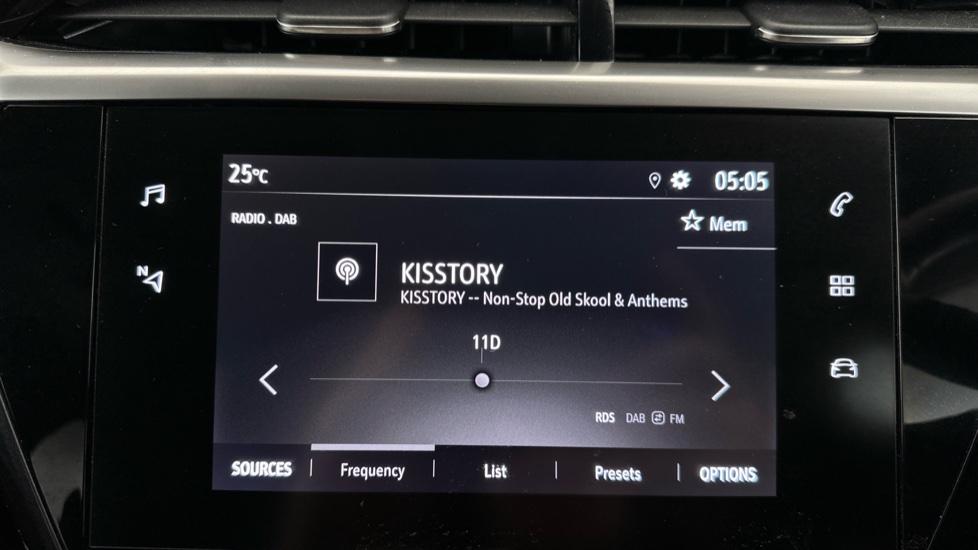 25°C
05:05
RADIO . DAB
Mem
N
KISSTORY
KISSTORY -- Non-Stop Old Skool & Anthems
11D
RDS DAB FM
SOURCES | Frequency | List | Presets | OPTIONS